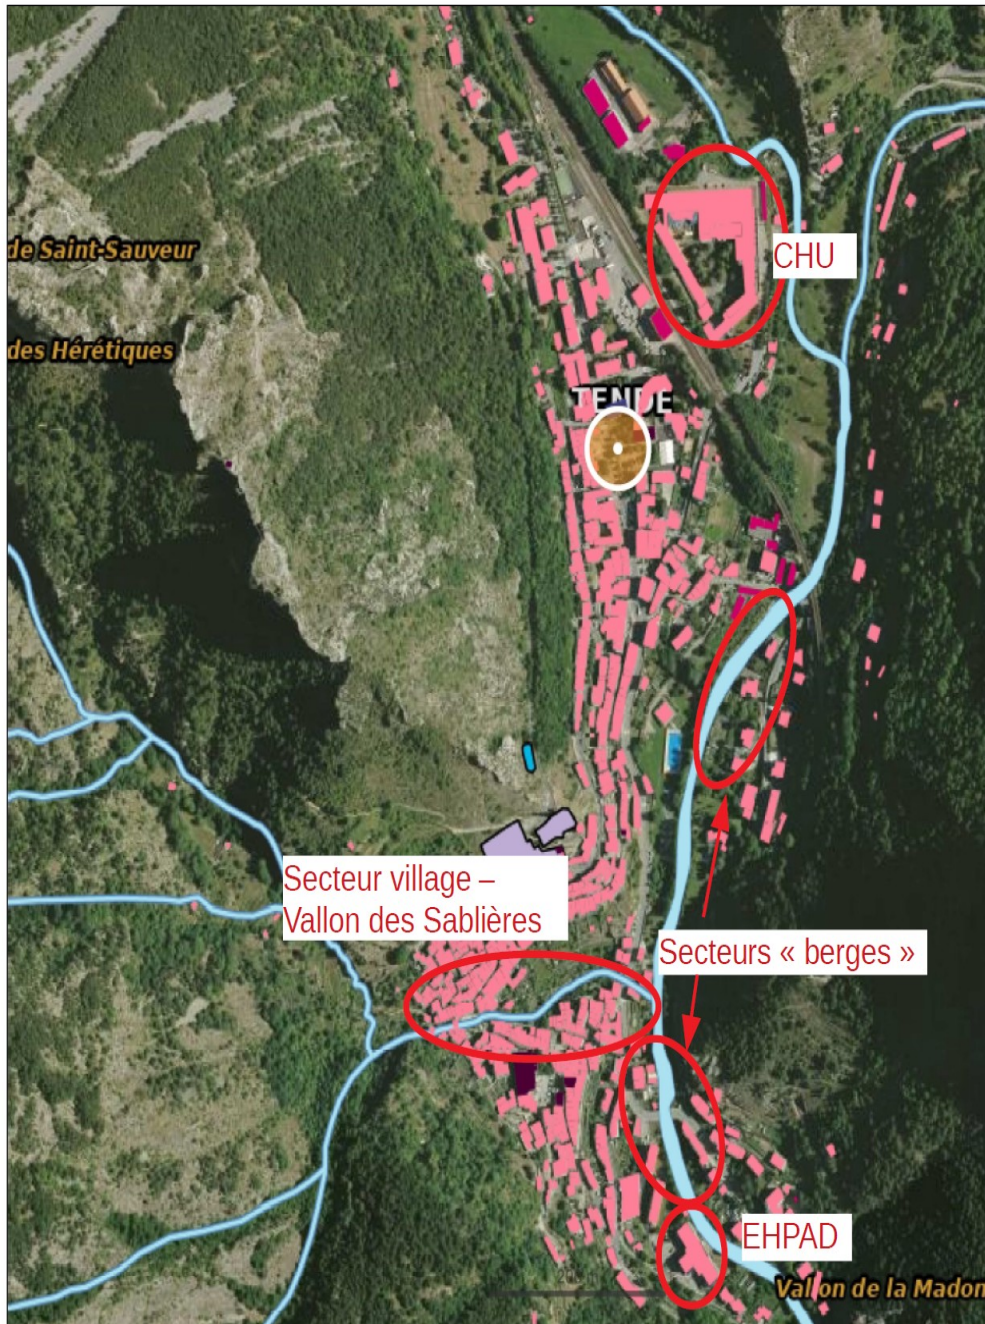 de Saint-Sauveur
CHU
des Hérétiques
TENDE
Secteur village –
Vallon des Sablières
Secteurs « berges »
EHPAD
Vallon de la Madon